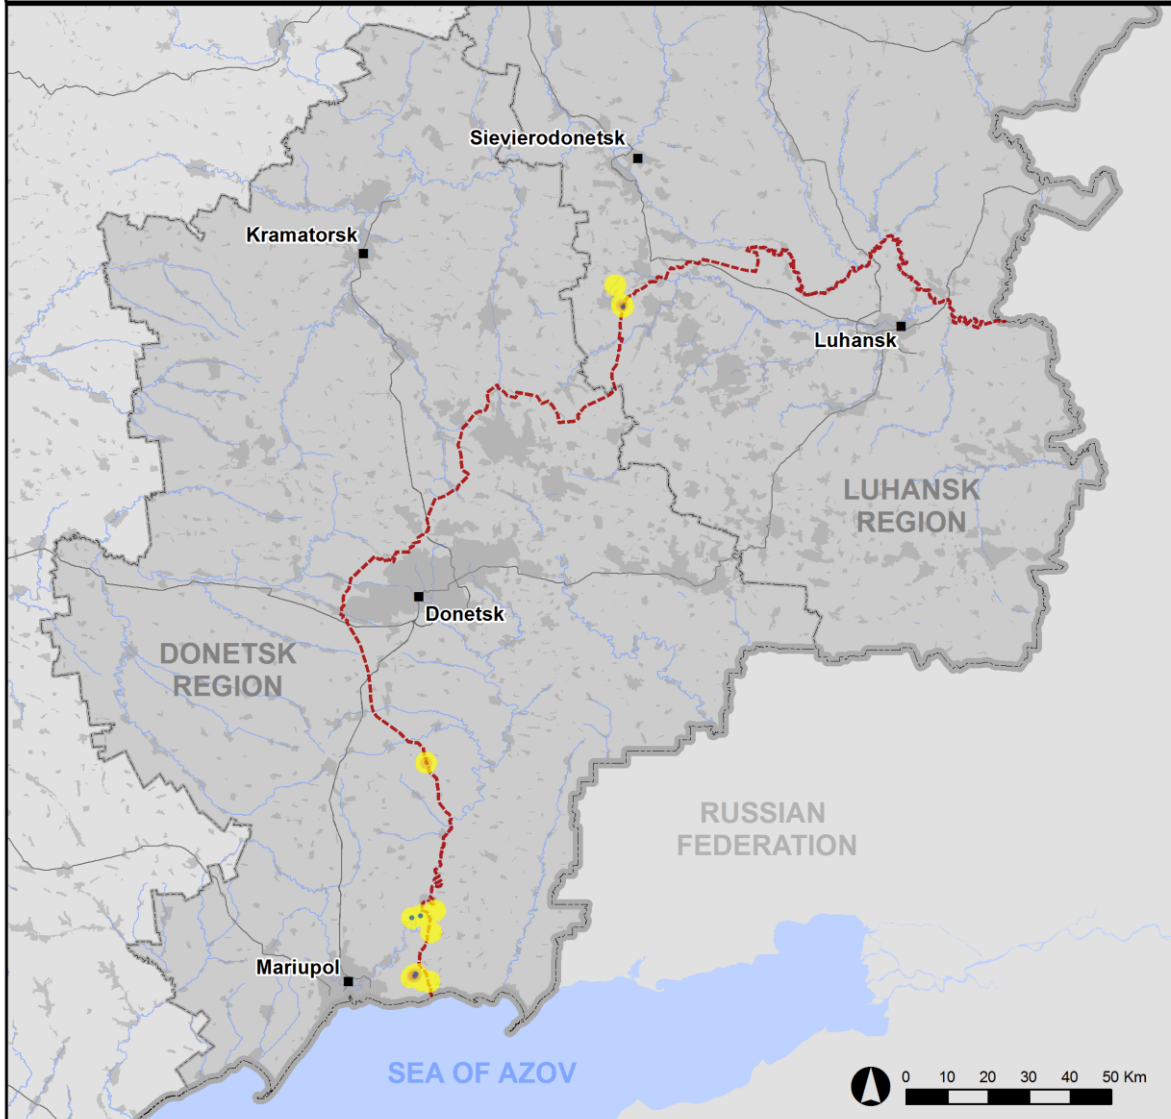 Sievierodonetsk
Kramatorsk
Luhansk
LUHANSK
REGION
Donetsk
DONETSK
REGION
RUSSIAN
FEDERATION
Mariupol
SEA OF AZOV
0 10 20 30 40 50 Km